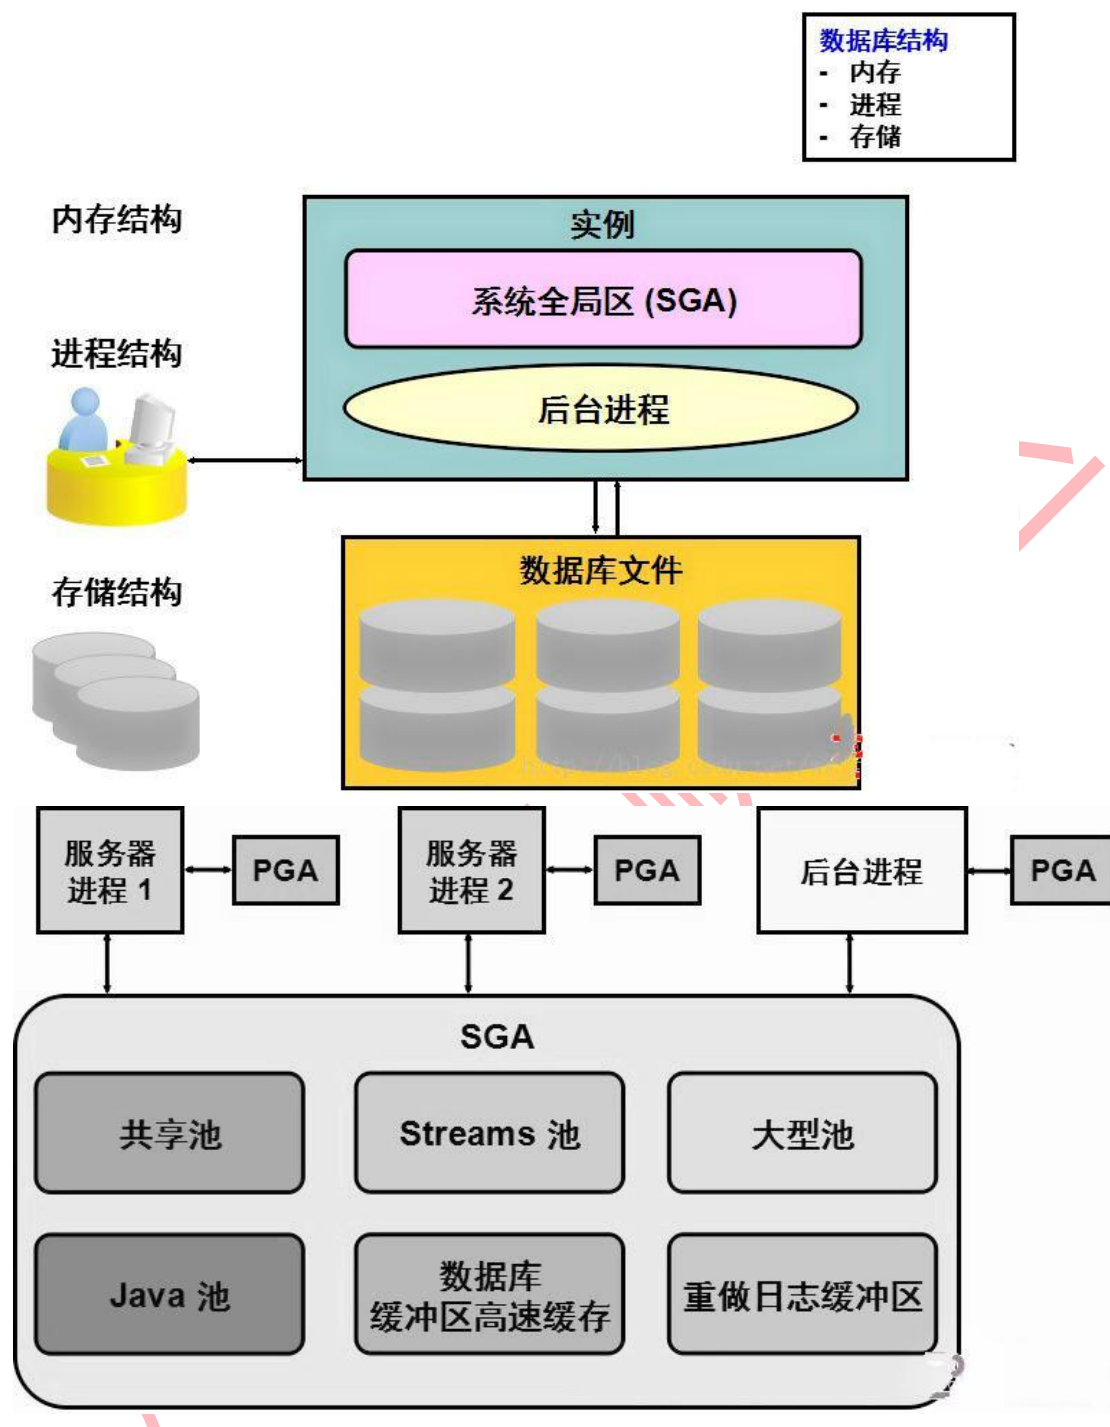 数据库结构
- 内存
- 进程
- 存储
内存结构
实例
系统全局区 (SGA)
进程结构
后台进程
数据库文件
存储结构
服务器
进程 1
PGA
服务器
进程 2
PGA
后台进程
PGA
SGA
共享池
Streams 池
大型池
Java 池
数据库
缓冲区高速缓存
重做日志缓冲区